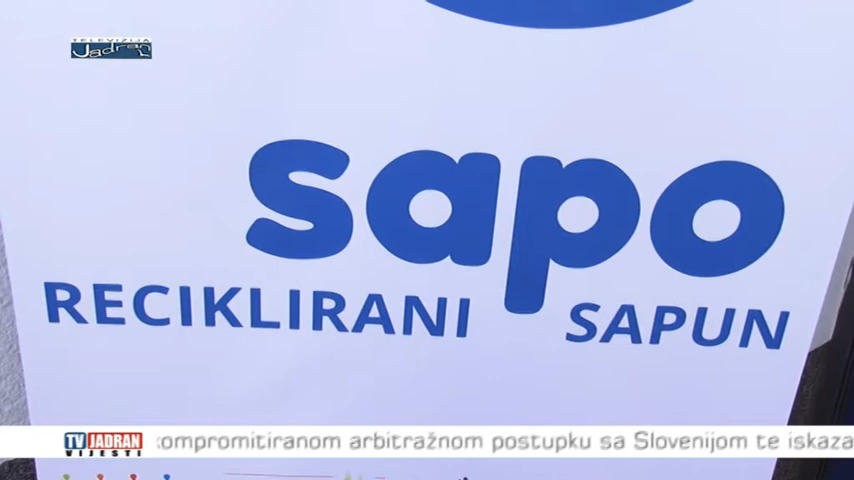 TELEVIZIJA
Jadran
sapo
RECIKLIRANI SAPUN
TV JADRAN
VIJESTI
kompromitiranom arbitražnom postupku sa Slovenijom te iskaza